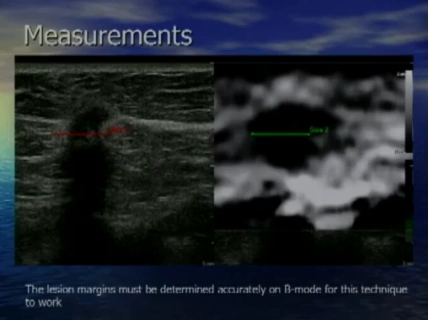 Measurements
The lesion margins must be determined accurately on B-mode for this technique
to work